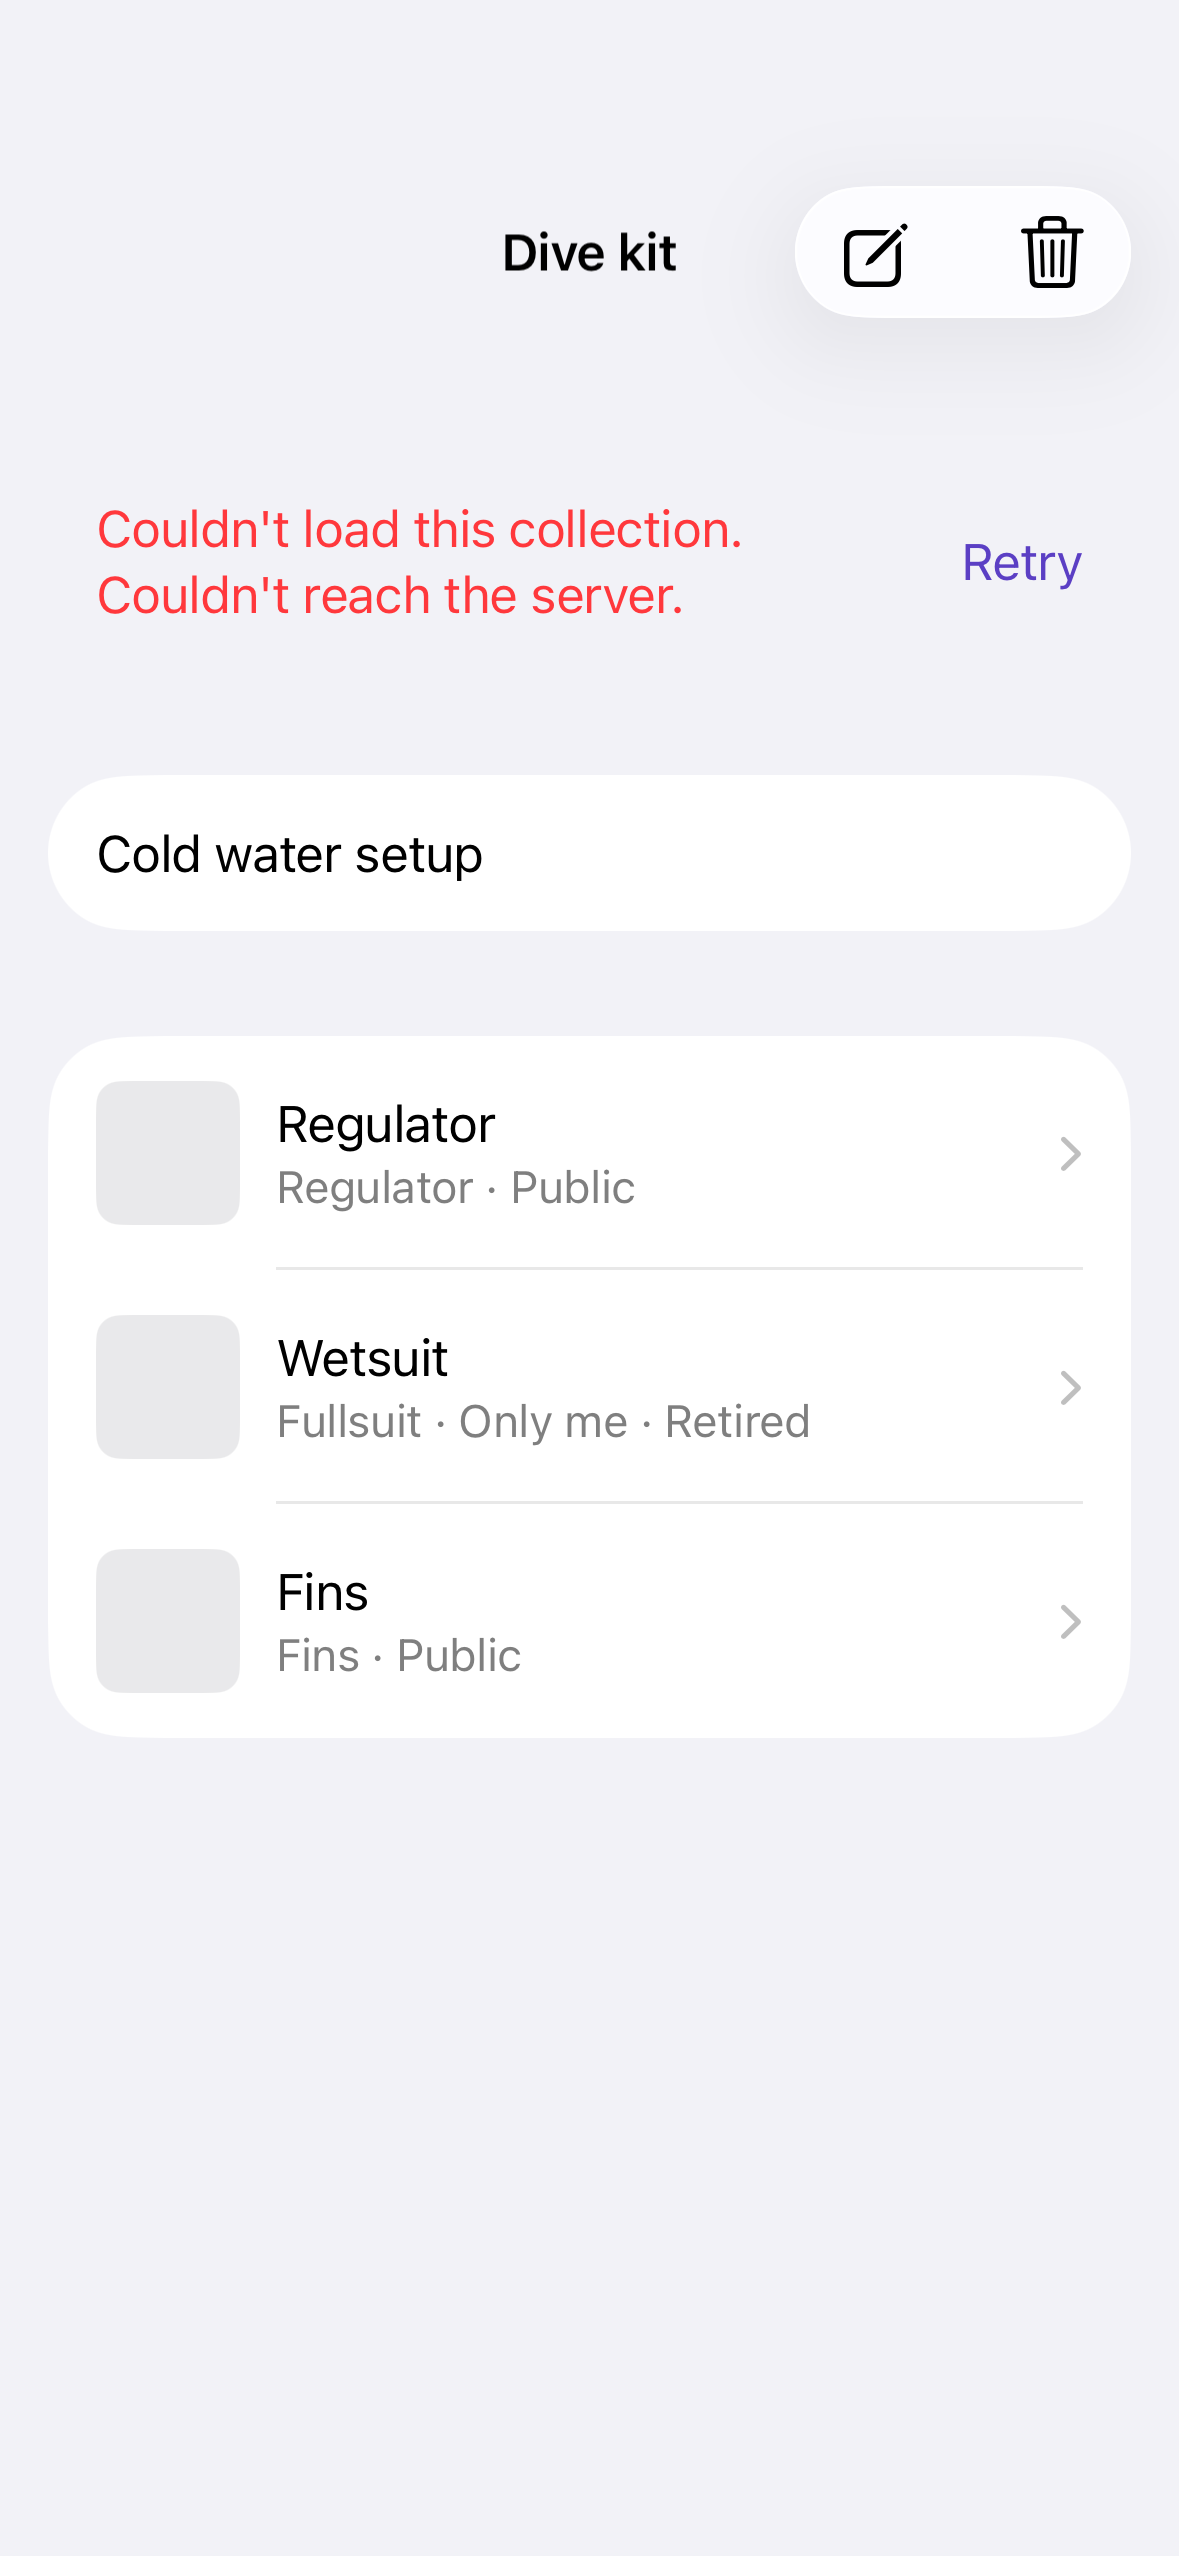 Dive kit
Couldn't load this collection.
Couldn't reach the server.
Retry
Cold water setup
Regulator
Regulator · Public
Wetsuit
Fullsuit · Only me · Retired
Fins
Fins · Public